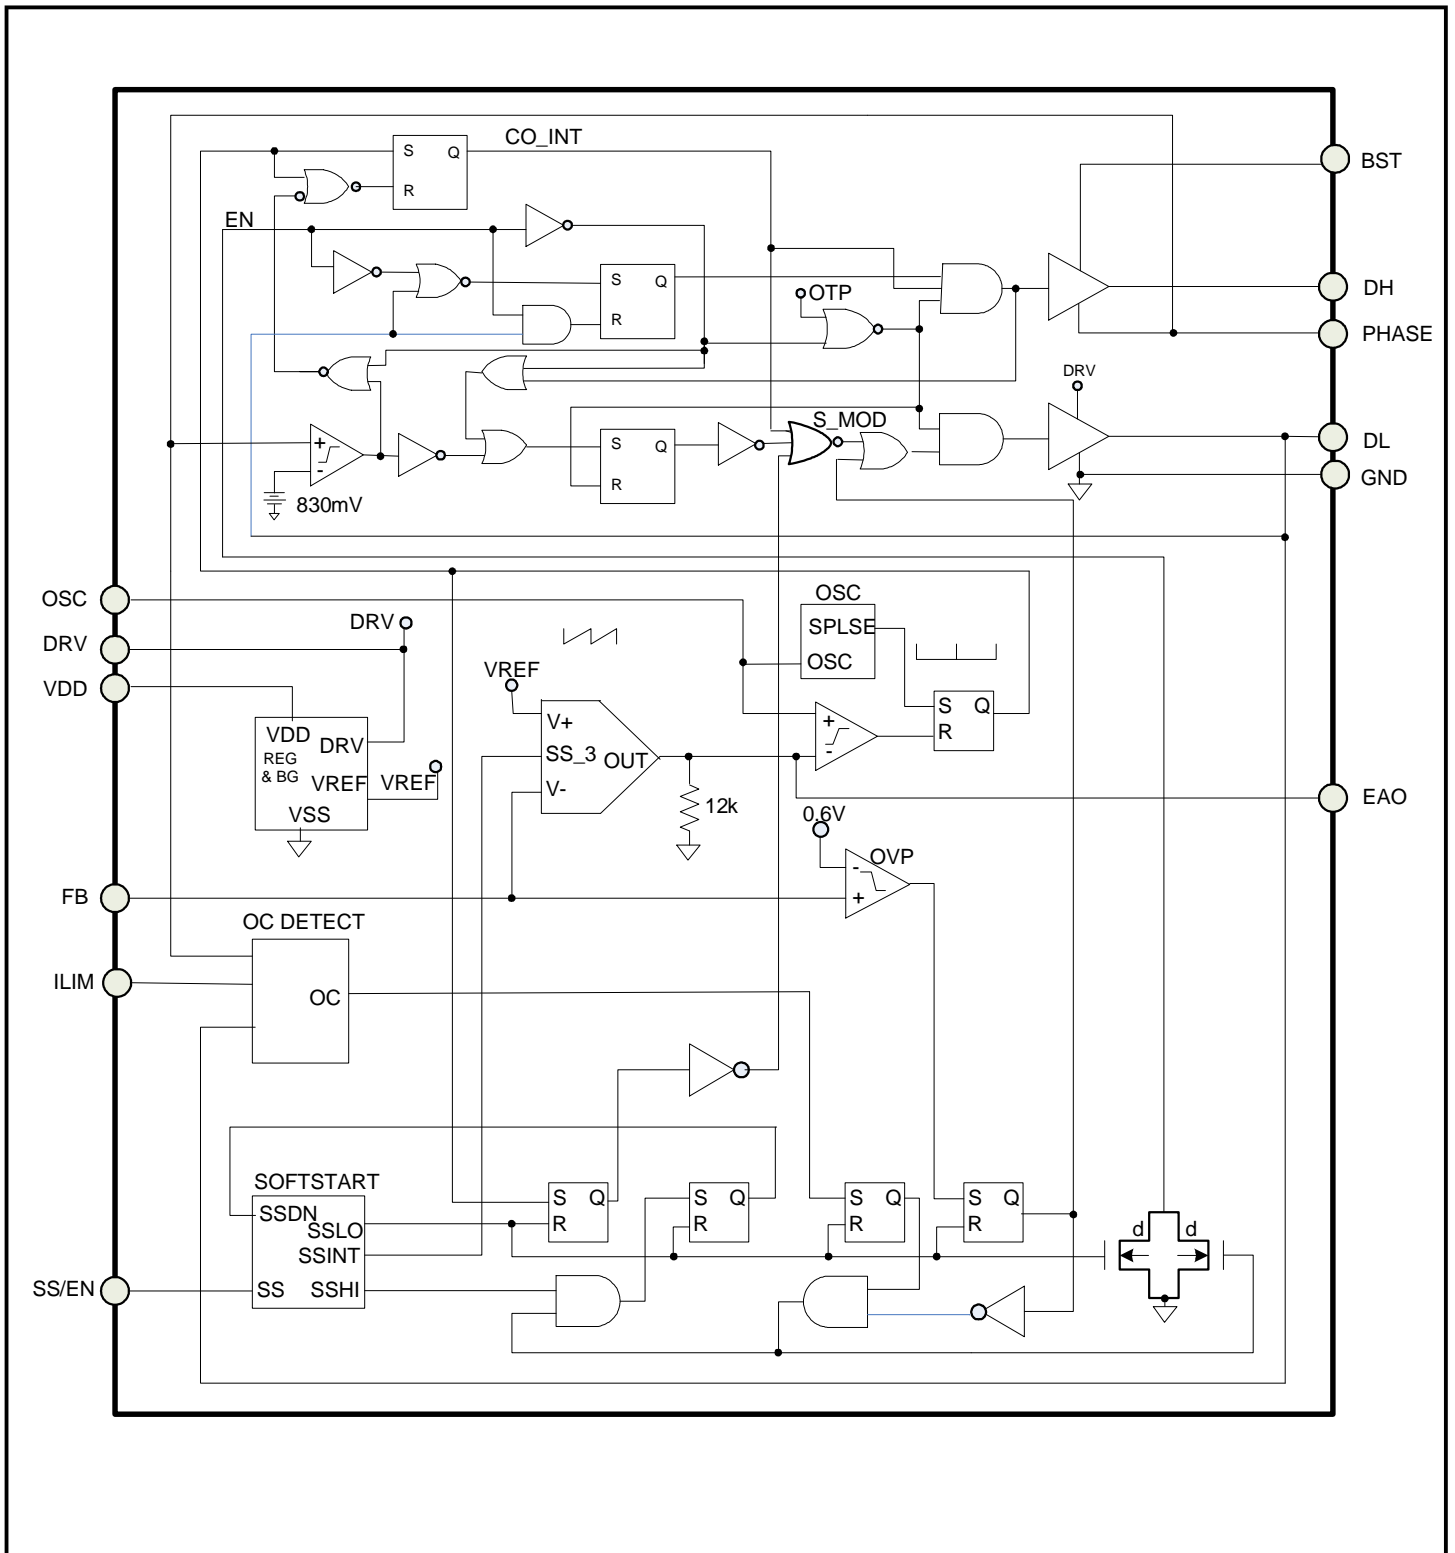 CO_INT
S Q
R
BST
EN
S Q
R
OTP
DH
PHASE
DRV
S_MOD
+
-
830mV
S Q
R
DL
GND
OSC
DRV
VDD
DRV
OSC
SPLSE
OSC
VREF
V+
SS_3
OUT
V-
S Q
R
+
-
VDD
DRV
REG
& BG
VREF
VREF
VSS
12k
EAO
0.6V
OVP
-
+
FB
OC DETECT
OC
ILIM
SOFTSTART
SSDN
SSLO
SSINT
SS
SSHI
SS/EN
S Q
R
S Q
R
S Q
R
S Q
R
d d